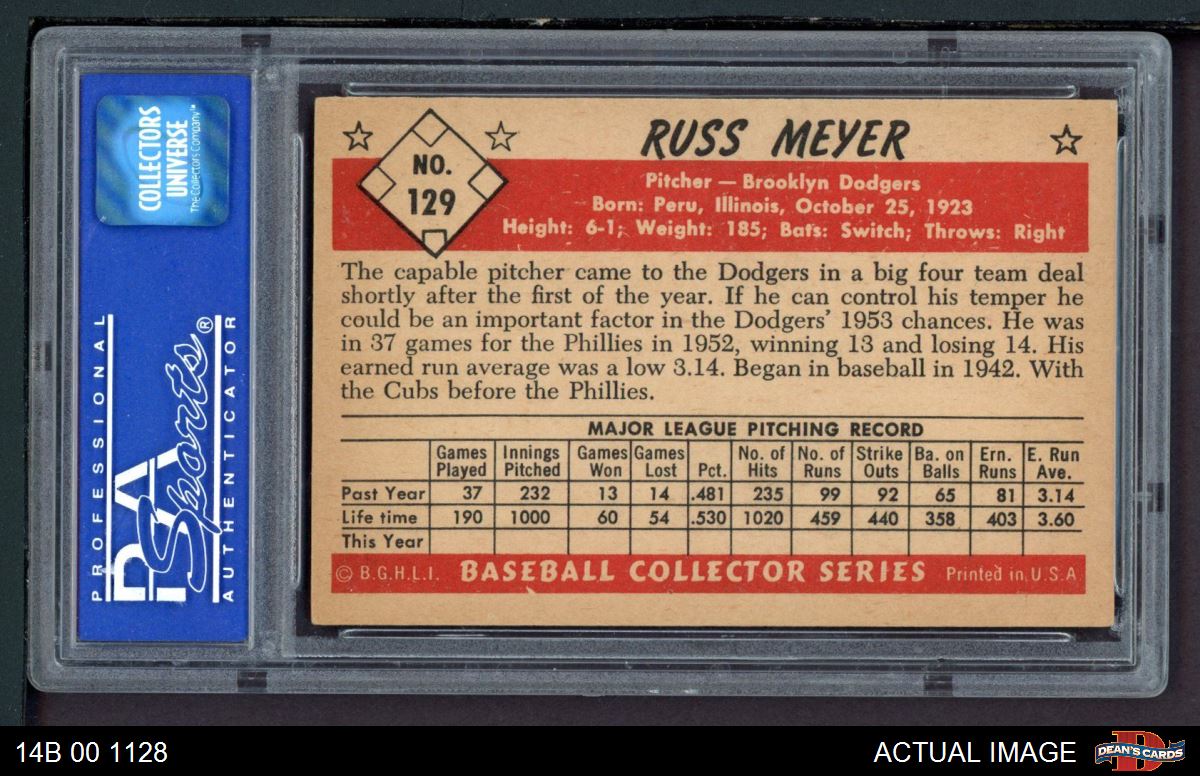 COLLECTORS
UNIVERSE
The Collectors Company™
PROFESSIONAL
PSA
Sports®
AUTHENTICATOR
NO.
129
RUSS MEYER
Pitcher — Brooklyn Dodgers
Born: Peru, Illinois, October 25, 1923
Height: 6-1; Weight: 185; Bats: Switch; Throws: Right
The capable pitcher came to the Dodgers in a big four team deal
shortly after the first of the year. If he can control his temper he
could be an important factor in the Dodgers' 1953 chances. He was
in 37 games for the Phillies in 1952, winning 13 and losing 14. His
earned run average was a low 3.14. Began in baseball in 1942. With
the Cubs before the Phillies.
MAJOR LEAGUE PITCHING RECORD
Games Innings Games Games No. of No. of Strike Ba. on Ern. E. Run
Played Pitched Won Lost Pct. Hits Runs Outs Balls Runs Ave.
Past Year 37 232 13 14 .481 235 99 92 65 81 3.14
Life time 190 1000 60 54 .530 1020 459 440 358 403 3.60
This Year
© B.G.H.L.I. BASEBALL COLLECTOR SERIES Printed in U.S.A
14B 00 1128
ACTUAL IMAGE
DEAN'S CARDS